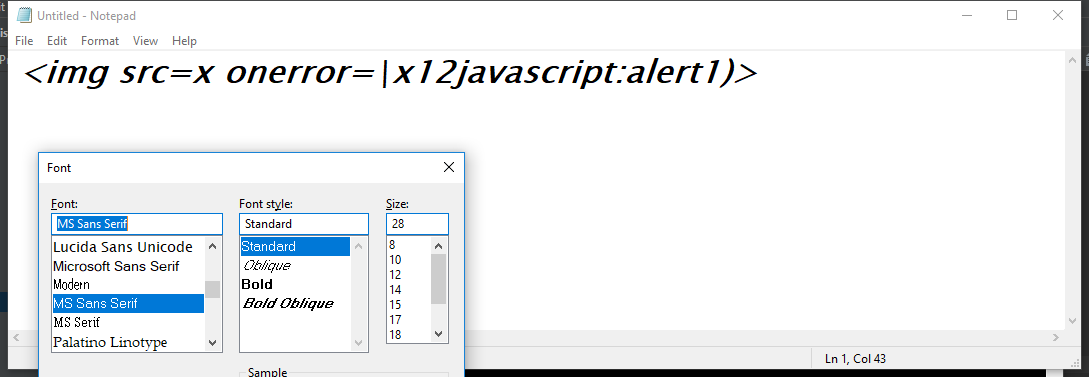 Untitled - Notepad
File Edit Format View Help
<img src=x onerror=|x12javascript:alert1)>
Font
Font: Font style: Size:
MS Sans Serif Standard 28
Lucida Sans Unicode Standard 8
Microsoft Sans Serif Oblique 10
Modern Bold 12
MS Sans Serif Bold Oblique 14
MS Serif 15
Palatino Linotype 17
18
Sample
Ln 1, Col 43